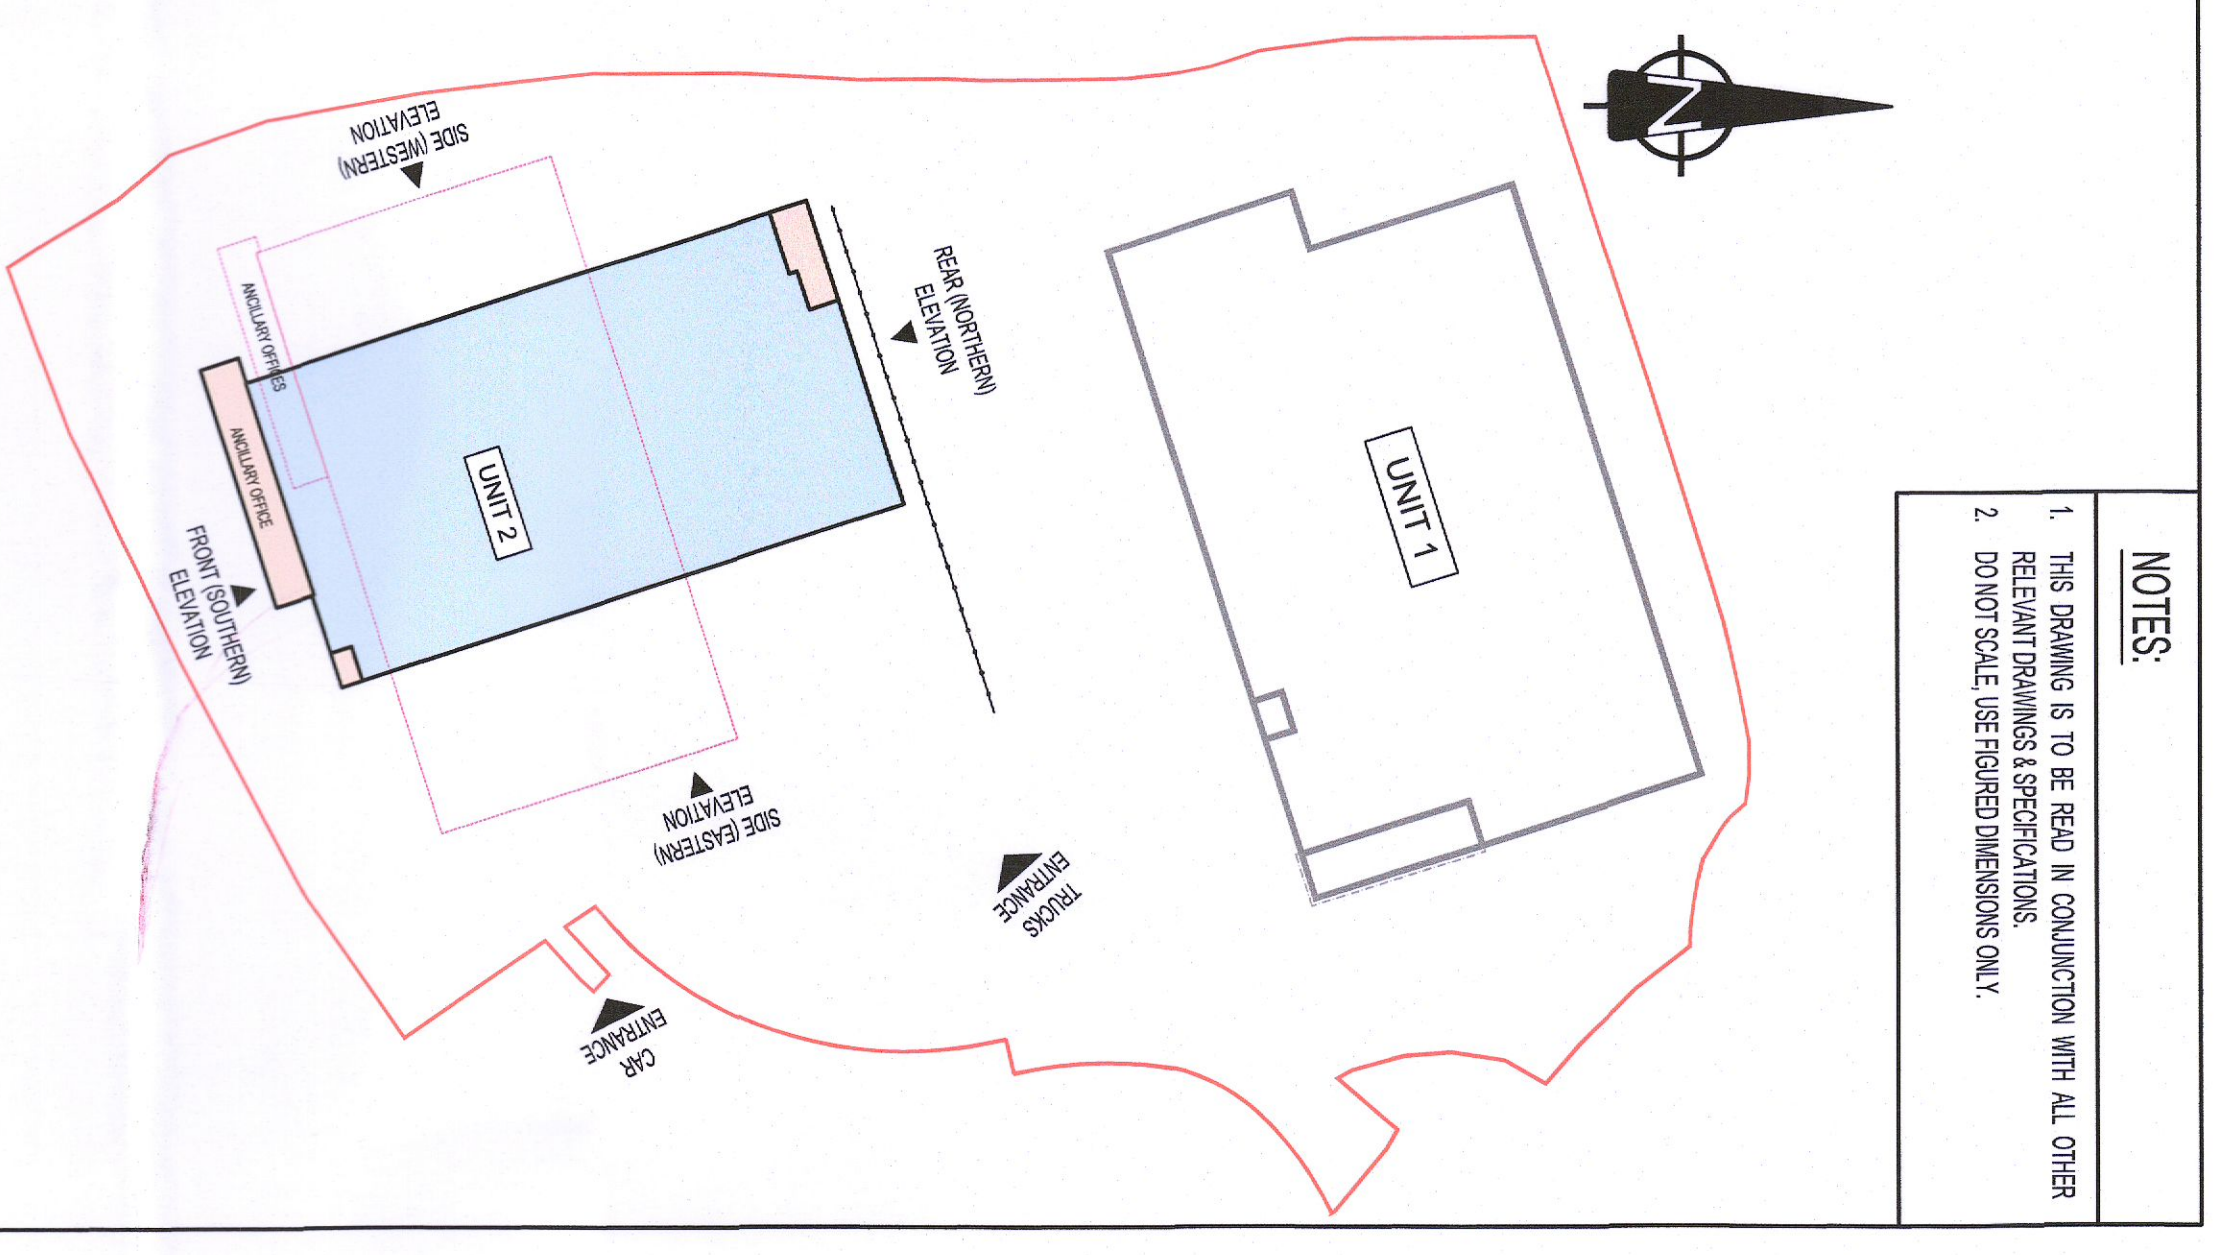 NOTES:
1. THIS DRAWING IS TO BE READ IN CONJUNCTION WITH ALL OTHER
RELEVANT DRAWINGS & SPECIFICATIONS.
2. DO NOT SCALE, USE FIGURED DIMENSIONS ONLY.
N
UNIT 1
REAR (NORTHERN)
ELEVATION
SIDE (WESTERN)
ELEVATION
UNIT 2
ANCILLARY OFFICES
ANCILLARY OFFICE
FRONT (SOUTHERN)
ELEVATION
SIDE (EASTERN)
ELEVATION
TRUCKS
ENTRANCE
CAR
ENTRANCE